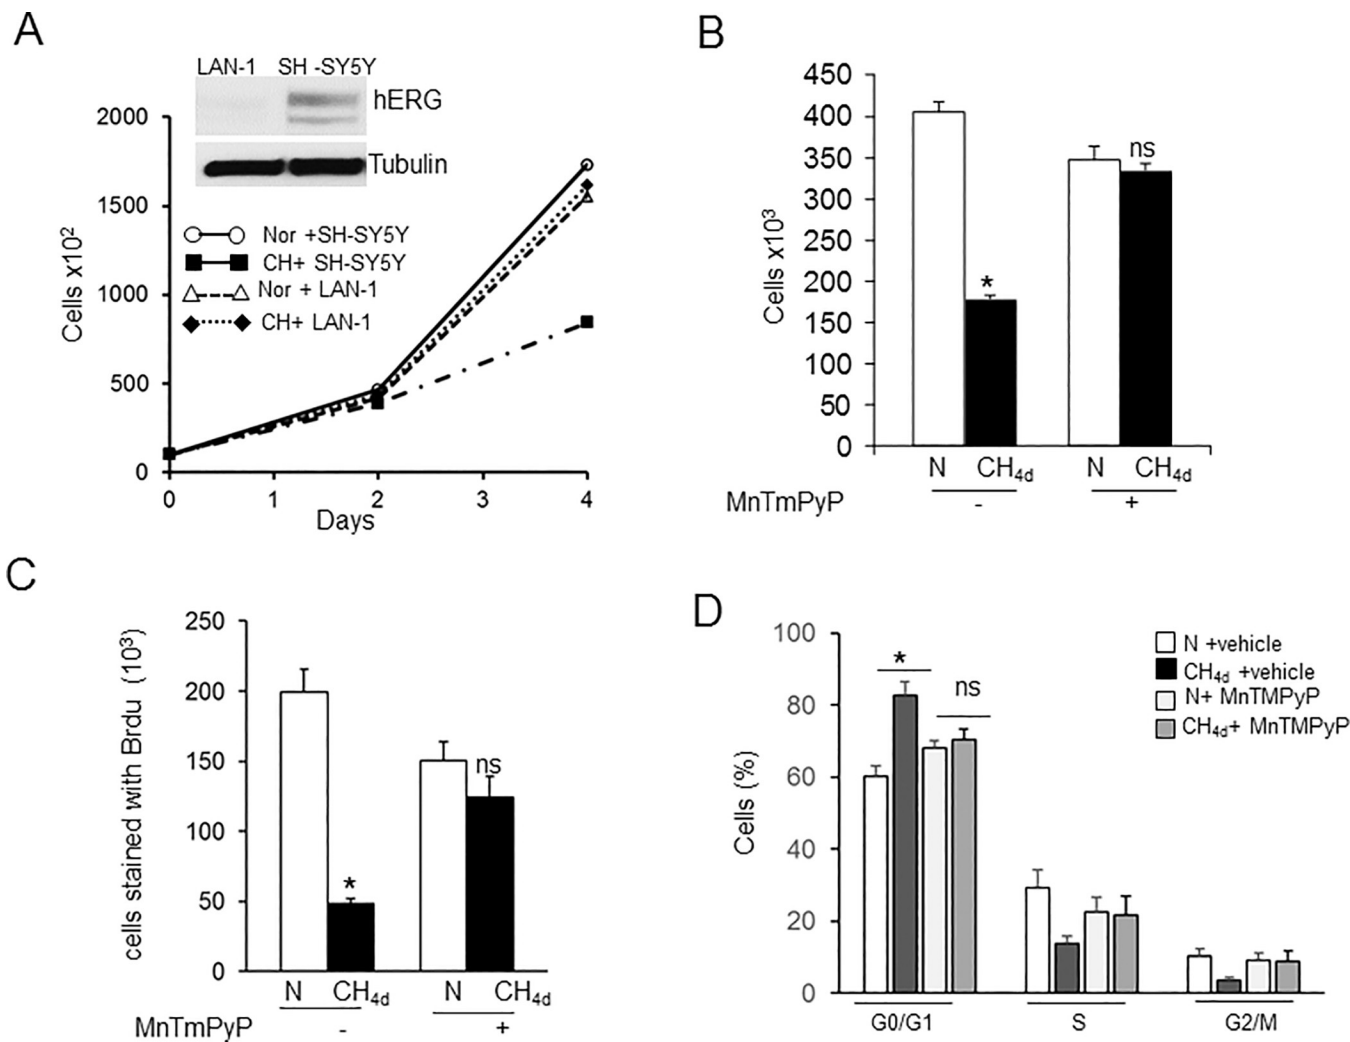 A
LAN-1 SH -SY5Y
hERG
Tubulin
2000
1500
1000
500
0
Cells x10²
Nor +SH-SY5Y
CH+ SH-SY5Y
Nor + LAN-1
CH+ LAN-1
0 1 2 3 4
Days
B
450
400
350
300
250
200
150
100
50
0
Cells x10³
*
ns
N CH4d N CH4d
MnTmPyP - +
C
250
200
150
100
50
0
cells stained with Brdu (10³)
*
ns
N CH4d N CH4d
MnTmPyP - +
D
100
80
60
40
20
0
Cells (%)
*
ns
N +vehicle
CH4d +vehicle
N+ MnTMPyP
CH4d+ MnTMPyP
G0/G1 S G2/M